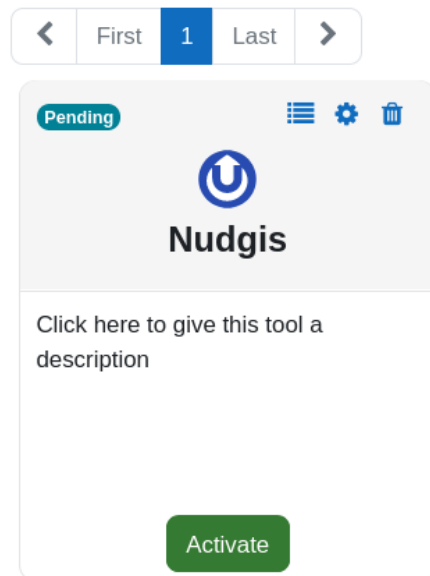 First 1 Last
Pending
Nudgis
Click here to give this tool a
description
Activate